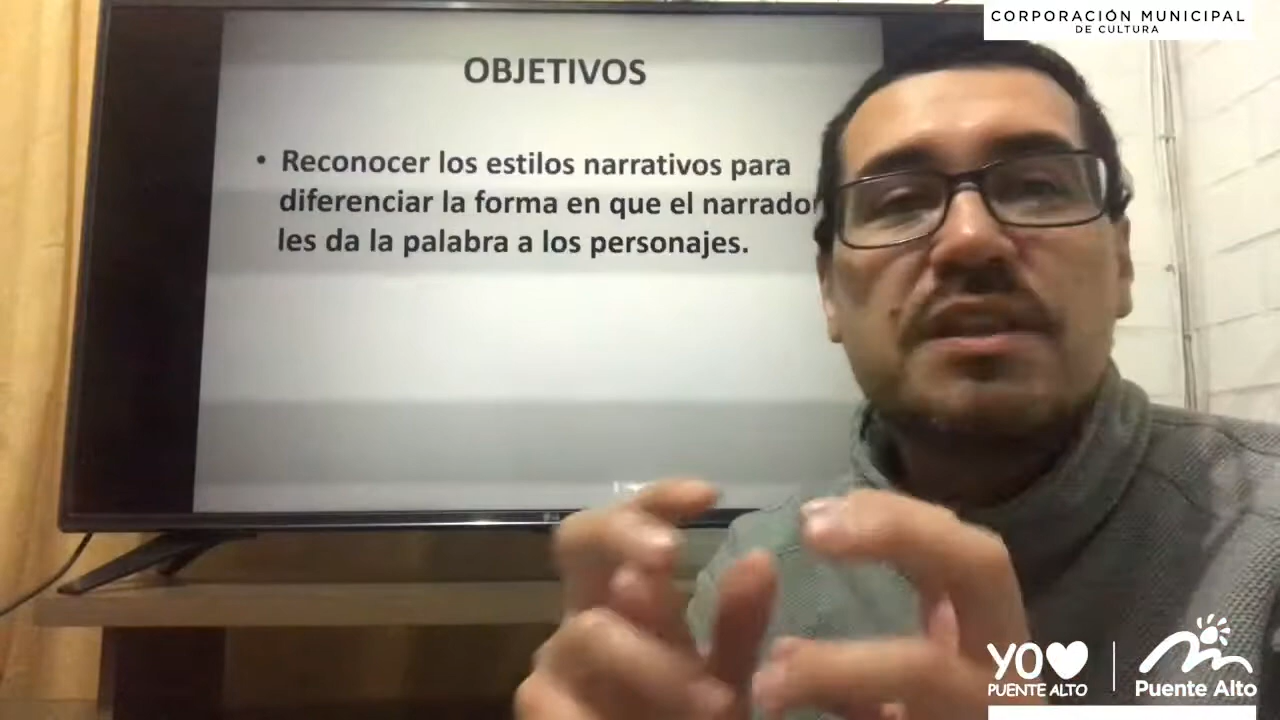 CORPORACIÓN MUNICIPAL
DE CULTURA
OBJETIVOS
• Reconocer los estilos narrativos para
diferenciar la forma en que el narrador
les da la palabra a los personajes.
YO
PUENTE ALTO
Puente Alto